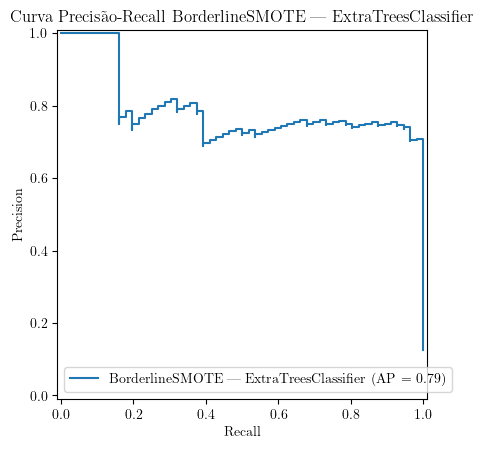 Curva Precisão-Recall BorderlineSMOTE — ExtraTreesClassifier
1.0
0.8
0.6
0.4
0.2
0.0
Precision
BorderlineSMOTE — ExtraTreesClassifier (AP = 0.79)
0.0 0.2 0.4 0.6 0.8 1.0
Recall